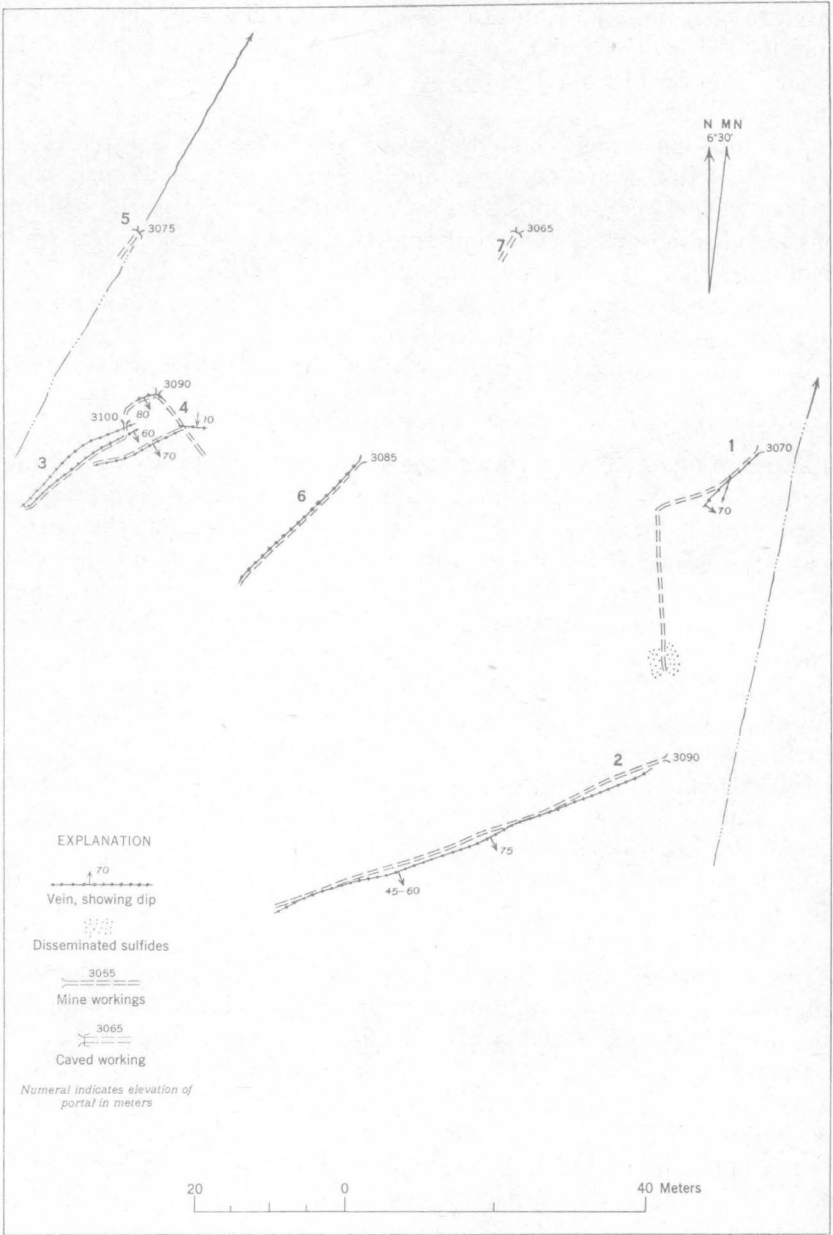 N MN
6°30'
5
3075
7
3065
3090
4
3100
80
10
60
70
3
3085
6
1
3070
70
2
3090
75
45-60
EXPLANATION
70
Vein, showing dip
Disseminated sulfides
3055
Mine workings
3065
Caved working
Numeral indicates elevation of
portal in meters
20 0 40 Meters